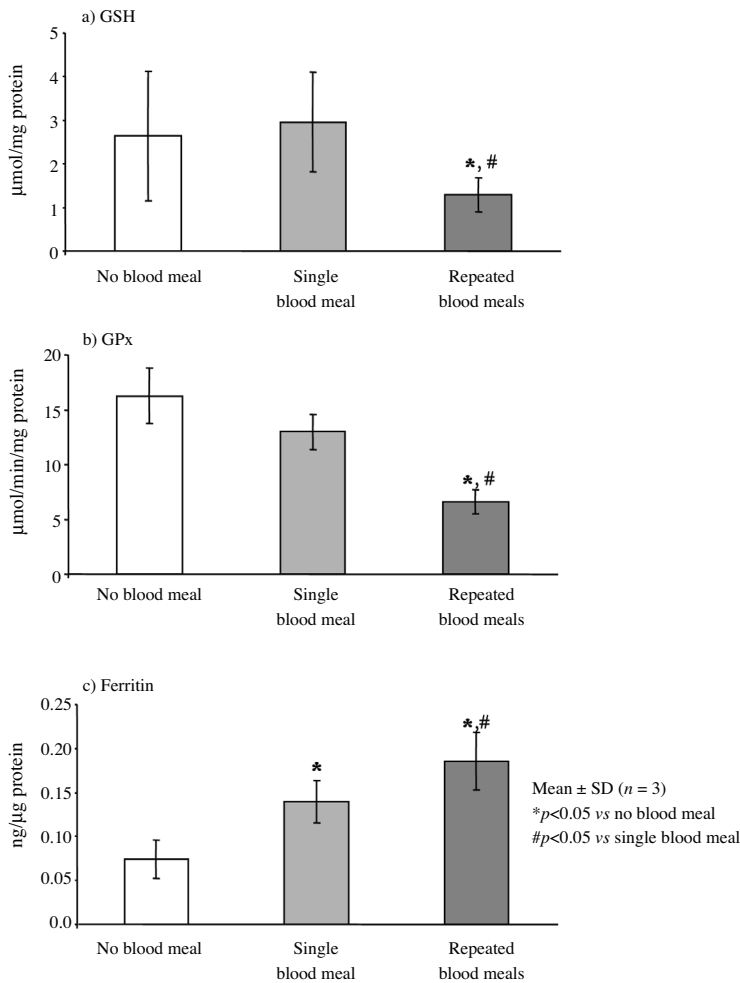 a) GSH
5
4
3
2
1
0
μmol/mg protein
*, #
No blood meal
Single
blood meal
Repeated
blood meals
b) GPx
20
15
10
5
0
μmol/min/mg protein
*, #
No blood meal
Single
blood meal
Repeated
blood meals
c) Ferritin
0.25
0.20
0.15
0.10
0.05
0.0
ng/μg protein
*
*,#
No blood meal
Single
blood meal
Repeated
blood meals
Mean ± SD (n = 3)
*p<0.05 vs no blood meal
#p<0.05 vs single blood meal